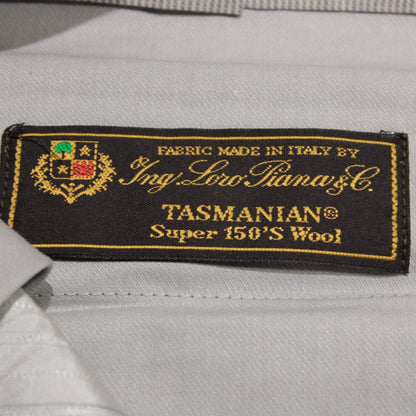 FABRIC MADE IN ITALY BY
Ing. Loro Piana & C.
TASMANIAN®
Super 150'S Wool